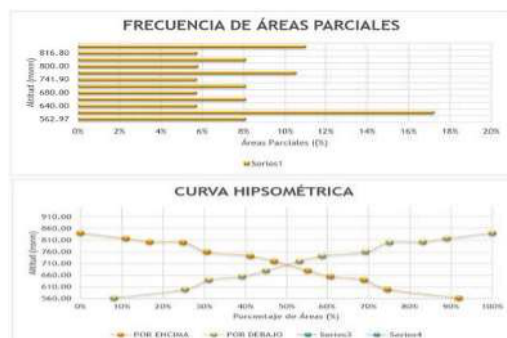 FRECUENCIA DE ÁREAS PARCIALES
Altitud (msnm)
816.80
800.00
741.90
680.00
640.00
562.97
0% 2% 4% 6% 8% 10% 12% 14% 16% 18% 20%
Áreas Parciales ((%)
Series1
CURVA HIPSOMÉTRICA
Altitud (msnm)
910.00
860.00
810.00
760.00
710.00
660.00
610.00
560.00
0% 10% 20% 30% 40% 50% 60% 70% 80% 90% 100%
Porcentaje de Áreas (%)
POR ENCIMA POR DEBAJO Series3 Series4